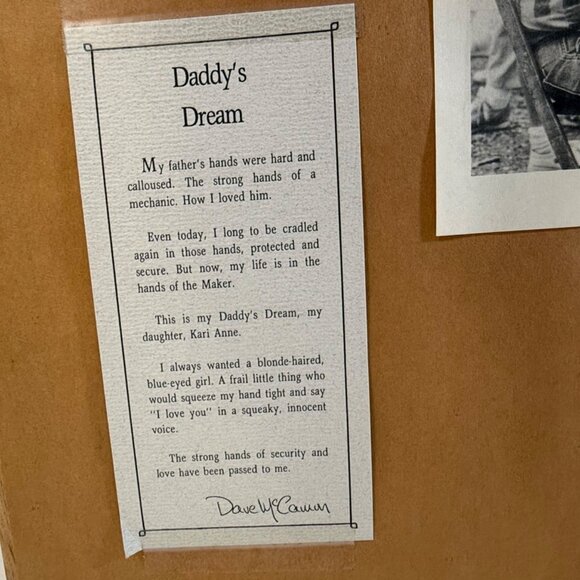 Daddy's
Dream
My father's hands were hard and
calloused. The strong hands of a
mechanic. How I loved him.
Even today, I long to be cradled
again in those hands, protected and
secure. But now, my life is in the
hands of the Maker.
This is my Daddy's Dream, my
daughter, Kari Anne.
I always wanted a blonde-haired,
blue-eyed girl. A frail little thing who
would squeeze my hand tight and say
"I love you" in a squeaky, innocent
voice.
The strong hands of security and
love have been passed to me.
Dave